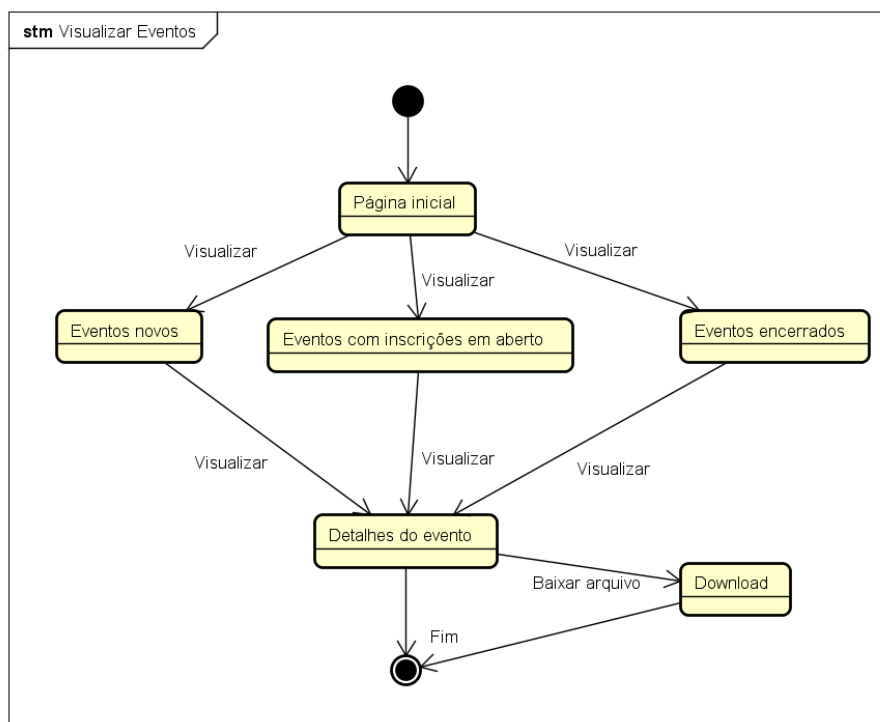 stm Visualizar Eventos
Página inicial
Visualizar
Visualizar
Visualizar
Eventos novos
Eventos com inscrições em aberto
Eventos encerrados
Visualizar
Visualizar
Visualizar
Detalhes do evento
Baixar arquivo
Download
Fim